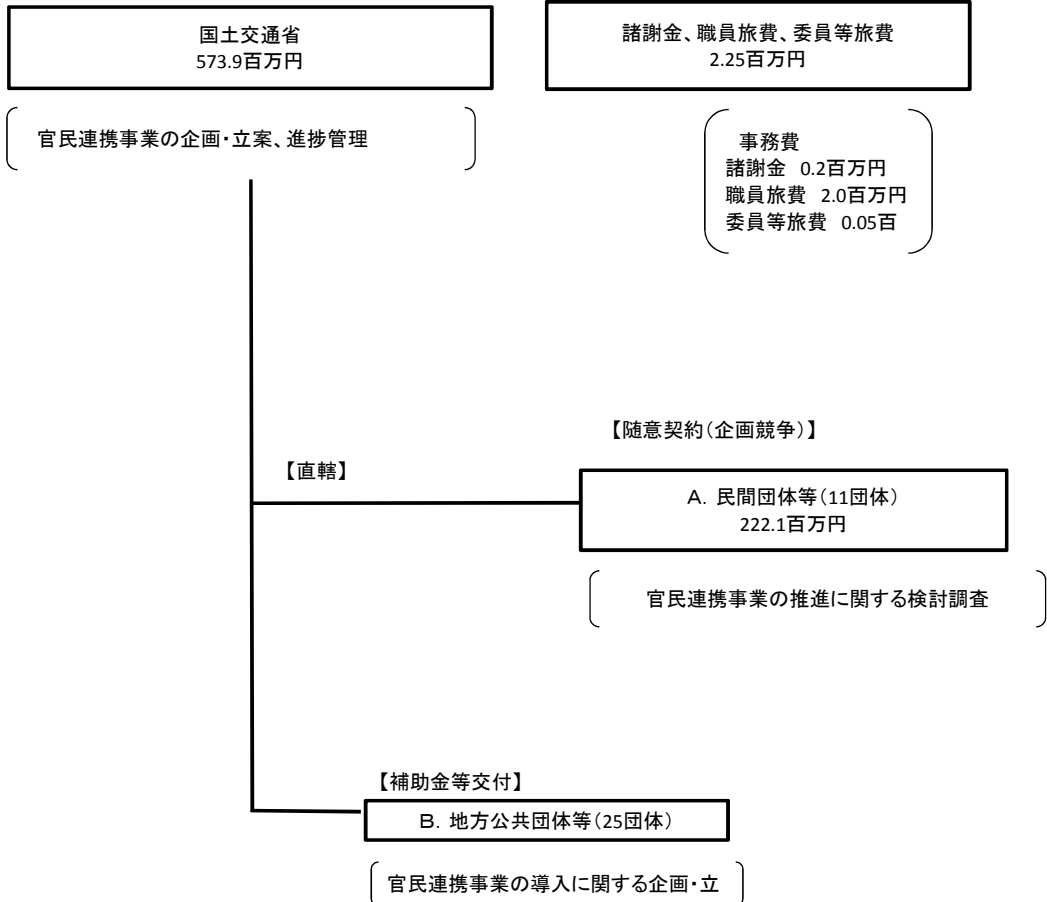 国土交通省
573.9百万円
諸謝金、職員旅費、委員等旅費
2.25百万円
官民連携事業の企画・立案、進捗管理
事務費
諸謝金 0.2百万円
職員旅費 2.0百万円
委員等旅費 0.05百
【随意契約(企画競争)】
【直轄】
A. 民間団体等(11団体)
222.1百万円
官民連携事業の推進に関する検討調査
【補助金等交付】
B. 地方公共団体等(25団体)
官民連携事業の導入に関する企画・立